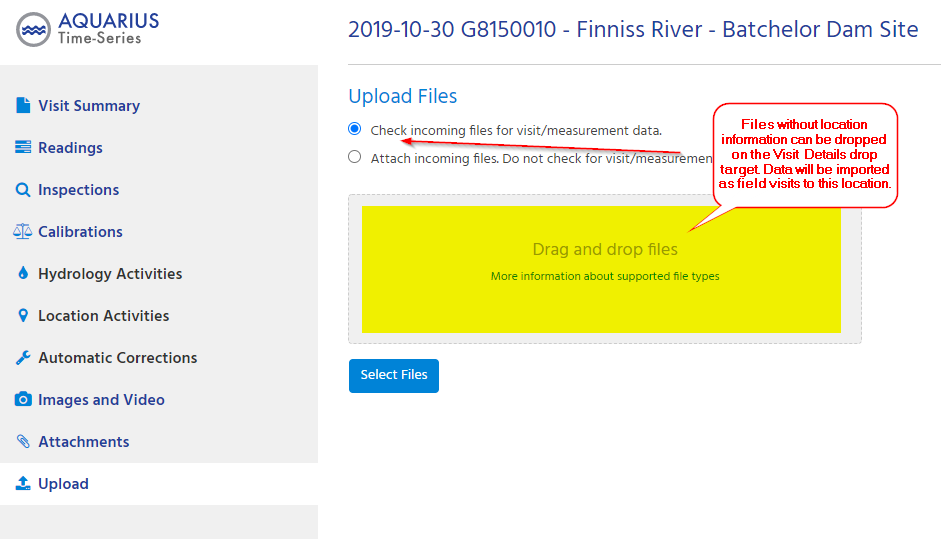 AQUARIUS
Time-Series
2019-10-30 G8150010 - Finniss River - Batchelor Dam Site
Visit Summary
Readings
Inspections
Calibrations
Hydrology Activities
Location Activities
Automatic Corrections
Images and Video
Attachments
Upload
Upload Files
Check incoming files for visit/measurement data.
Attach incoming files. Do not check for visit/measuremen
Files without location
information can be dropped
on the Visit Details drop
target. Data will be imported
as field visits to this location.
Drag and drop files
More information about supported file types
Select Files